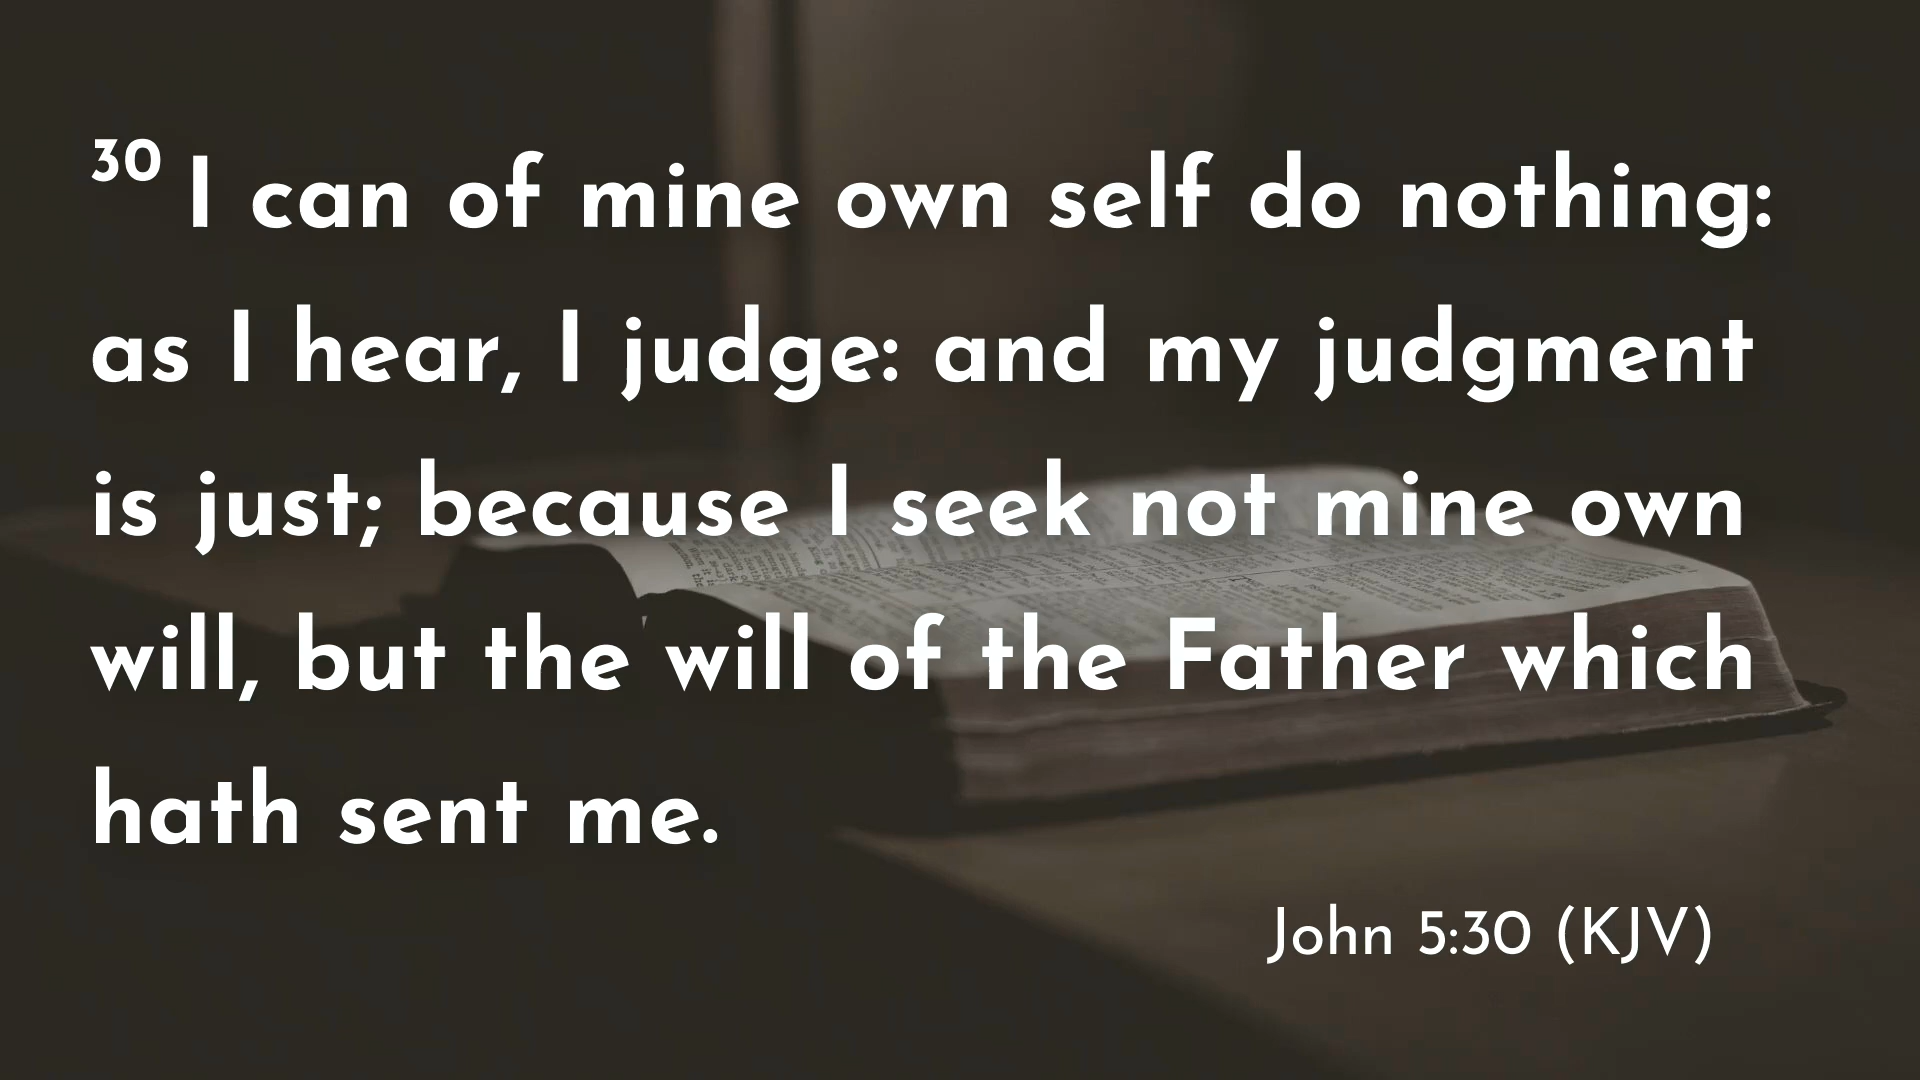 30 I can of mine own self do nothing:
as I hear, I judge: and my judgment
is just; because I seek not mine own
will, but the will of the Father which
hath sent me.
John 5:30 (KJV)